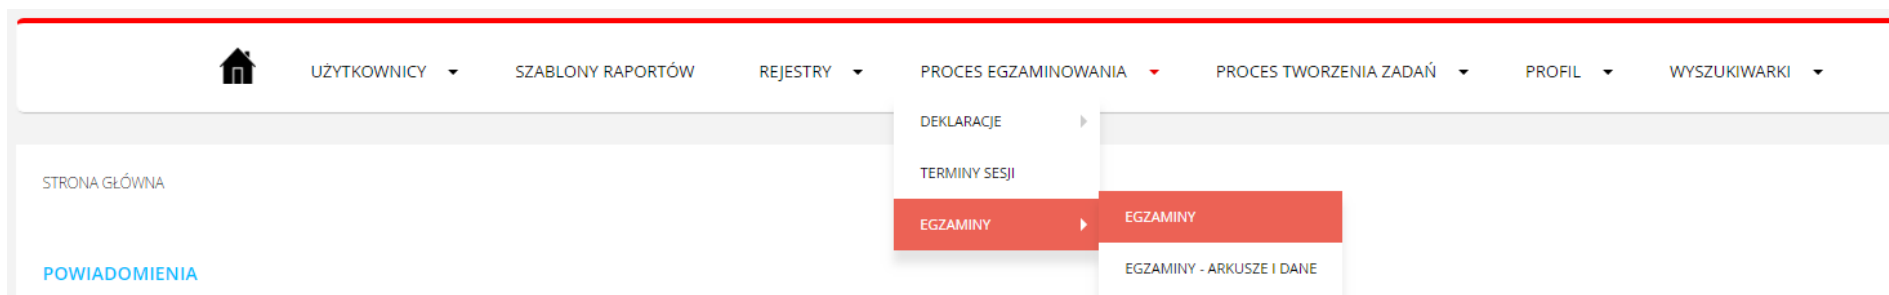 UŻYTKOWNICY SZABLONY RAPORTÓW REJESTRY PROCES EGZAMINOWANIA PROCES TWORZENIA ZADAŃ PROFIL WYSZUKIWARKI
DEKLARACJE
TERMINY SESJI
STRONA GŁÓWNA
EGZAMINY
EGZAMINY
EGZAMINY - ARKUSZE I DANE
POWIADOMIENIA